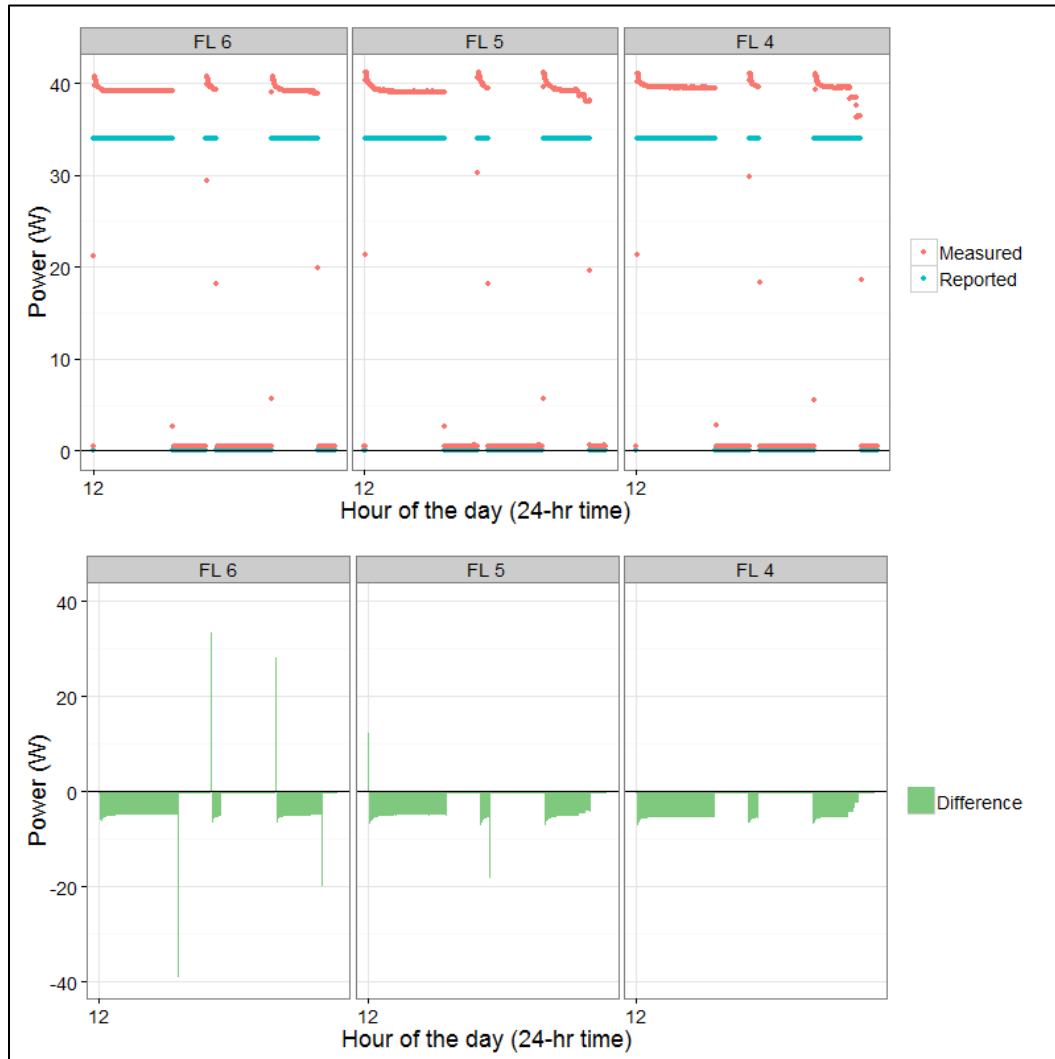 FL 6 FL 5 FL 4
40
30
20
10
0
Power (W)
12 12 12
Hour of the day (24-hr time)
Measured
Reported
FL 6 FL 5 FL 4
40
20
0
-20
-40
Power (W)
12 12 12
Hour of the day (24-hr time)
Difference